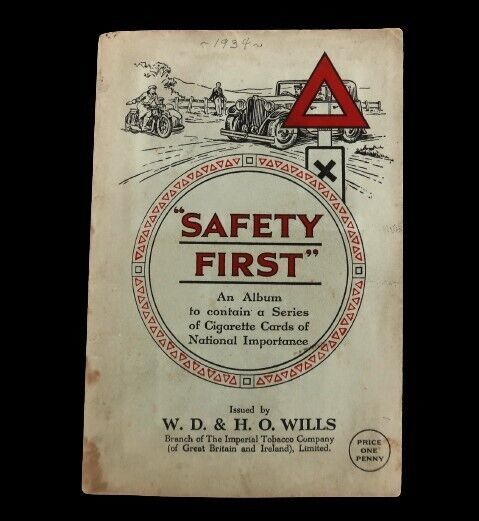 ~1934~
"SAFETY
FIRST"
An Album
to contain a Series
of Cigarette Cards of
National Importance
Issued by
W. D. & H. O. WILLS
Branch of The Imperial Tobacco Company
(of Great Britain and Ireland), Limited.
PRICE
ONE
PENNY